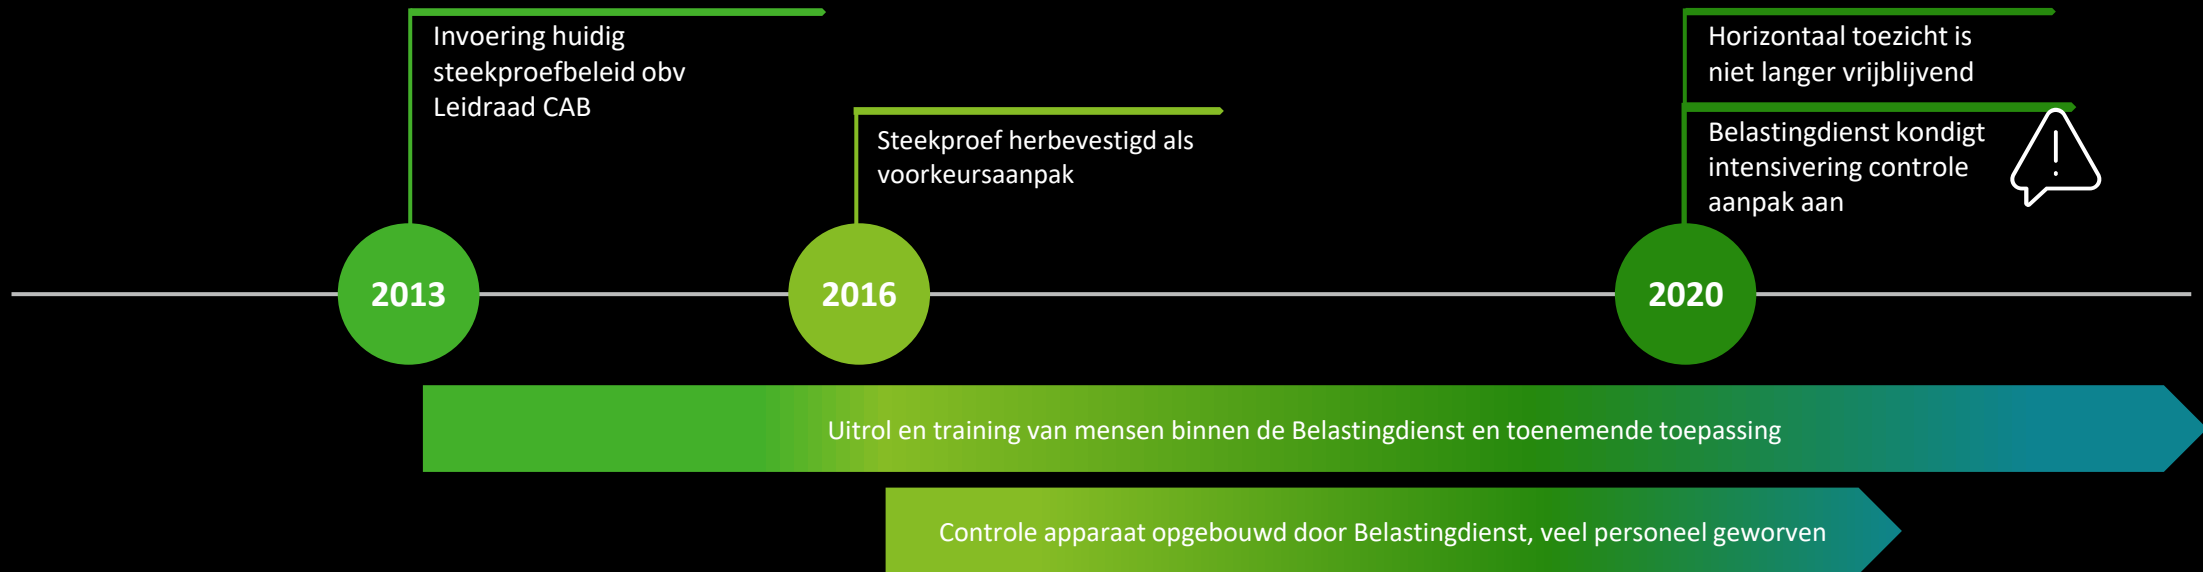 Invoering huidig
steekproefbeleid obv
Leidraad CAB
Steekproef herbevestigd als
voorkeursaanpak
Horizontaal toezicht is
niet langer vrijblijvend
Belastingdienst kondigt
intensivering controle
aanpak aan
2013
2016
2020
Uitrol en training van mensen binnen de Belastingdienst en toenemende toepassing
Controle apparaat opgebouwd door Belastingdienst, veel personeel geworven